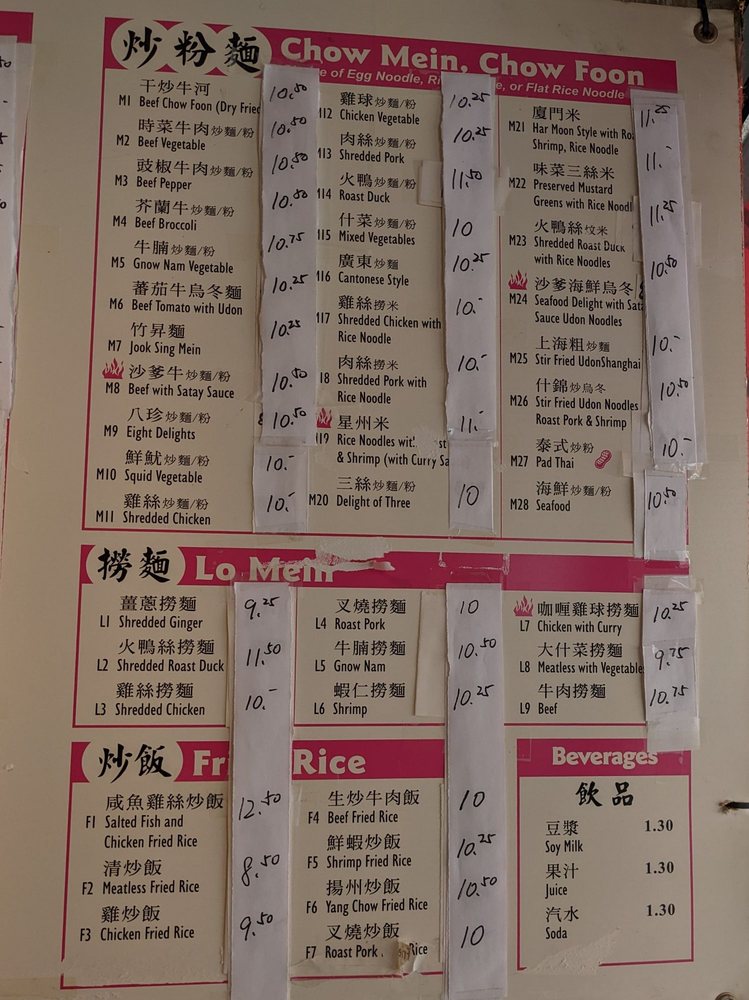 炒粉麵 Chow Mein, Chow Foon
of Egg Noodle, or Flat Rice Noodle
干炒牛河 10.50
M1 Beef Chow Foon (Dry Fried
時菜牛肉炒麵/粉 10.50
M2 Beef Vegetable
豉椒牛肉炒麵/粉 10.50
M3 Beef Pepper
芥蘭牛炒麵/粉 10.50
M4 Beef Broccoli
牛腩炒麵/粉 10.75
M5 Gnow Nam Vegetable
蕃茄牛烏冬麵 10.25
M6 Beef Tomato with Udon
竹昇麵 10.25
M7 Jook Sing Mein
沙爹牛炒麵/粉 10.50
M8 Beef with Satay Sauce
八珍炒麵/粉 10.50
M9 Eight Delights
鮮魷炒麵/粉 10.-
M10 Squid Vegetable
雞絲炒麵/粉 10.-
M11 Shredded Chicken
雞球炒麵/粉 10.25
M12 Chicken Vegetable
肉絲炒麵/粉 10.25
M13 Shredded Pork
火鴨炒麵/粉 11.50
M14 Roast Duck
什菜炒麵/粉 10
M15 Mixed Vegetables
廣東炒麵 10.25
M16 Cantonese Style
雞絲撈米 10.-
M17 Shredded Chicken with
Rice Noodle
肉絲撈米 10.-
18 Shredded Pork with
Rice Noodle
星州米 11.-
M19 Rice Noodles with
& Shrimp (with Curry Sa
三絲炒麵/粉 10
M20 Delight of Three
廈門米 11.25
M21 Har Moon Style with Roa
Shrimp, Rice Noodle
味菜三絲米 11.-
M22 Preserved Mustard
Greens with Rice Noodl
火鴨絲炆米 11.25
M23 Shredded Roast Duck
with Rice Noodles
沙爹海鮮烏冬 10.50
M24 Seafood Delight with Sata
Sauce Udon Noodles
上海粗炒麵 10.-
M25 Stir Fried UdonShanghai
什錦炒烏冬 10.50
M26 Stir Fried Udon Noodles
Roast Pork & Shrimp
泰式炒粉 10.-
M27 Pad Thai
海鮮炒麵/粉 10.50
M28 Seafood
撈麵 Lo Mein
薑蔥撈麵 9.25
L1 Shredded Ginger
火鴨絲撈麵 11.50
L2 Shredded Roast Duck
雞絲撈麵 10.-
L3 Shredded Chicken
叉燒撈麵 10
L4 Roast Pork
牛腩撈麵 10.50
L5 Gnow Nam
蝦仁撈麵 10.25
L6 Shrimp
咖喱雞球撈麵 10.25
L7 Chicken with Curry
大什菜撈麵 9.75
L8 Meatless with Vegetable
牛肉撈麵 10.75
L9 Beef
炒飯 Fri Rice
咸魚雞絲炒飯 12.50
F1 Salted Fish and
Chicken Fried Rice
清炒飯 8.50
F2 Meatless Fried Rice
雞炒飯 9.50
F3 Chicken Fried Rice
生炒牛肉飯 10
F4 Beef Fried Rice
鮮蝦炒飯 10.25
F5 Shrimp Fried Rice
揚州炒飯 10.50
F6 Yang Chow Fried Rice
叉燒炒飯 10
F7 Roast Pork Rice
Beverages
飲品
豆漿 1.30
Soy Milk
果汁 1.30
Juice
汽水 1.30
Soda